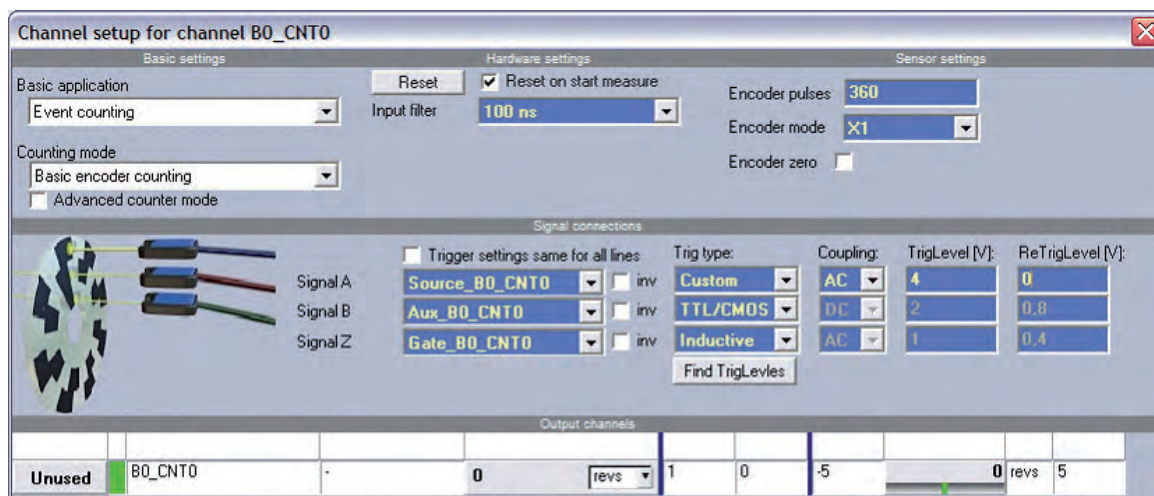 Channel setup for channel B0_CNT0
Basic settings
Hardware settings
Sensor settings
Basic application
Event counting
Counting mode
Basic encoder counting
Advanced counter mode
Reset
Reset on start measure
Input filter
100 ns
Encoder pulses
360
Encoder mode
X1
Encoder zero
Signal connections
Trigger settings same for all lines Trig type: Coupling: TrigLevel [V]: ReTrigLevel [V]:
Signal A Source_B0_CNT0 inv Custom AC 4 0
Signal B Aux_B0_CNT0 inv TTL/CMOS DC 2 0,8
Signal Z Gate_B0_CNT0 inv Inductive AC 1 0,4
Find TrigLevles
Output channels
Unused B0_CNT0 - 0 revs 1 0 -5 0 revs 5